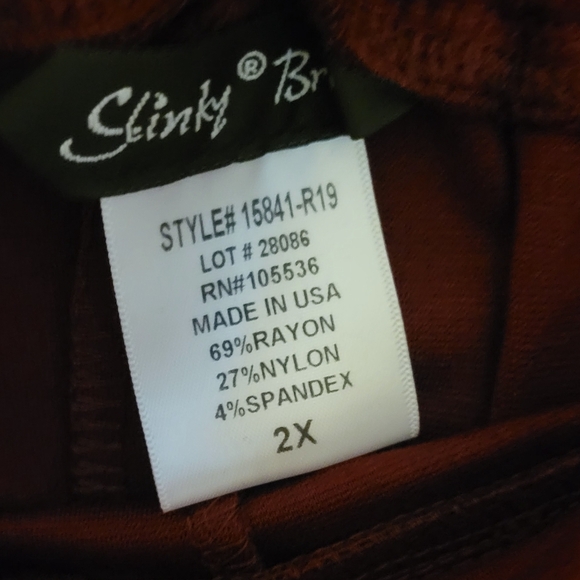 Slinky® Br
STYLE# 15841-R19
LOT # 28086
RN#105536
MADE IN USA
69%RAYON
27%NYLON
4%SPANDEX
2X